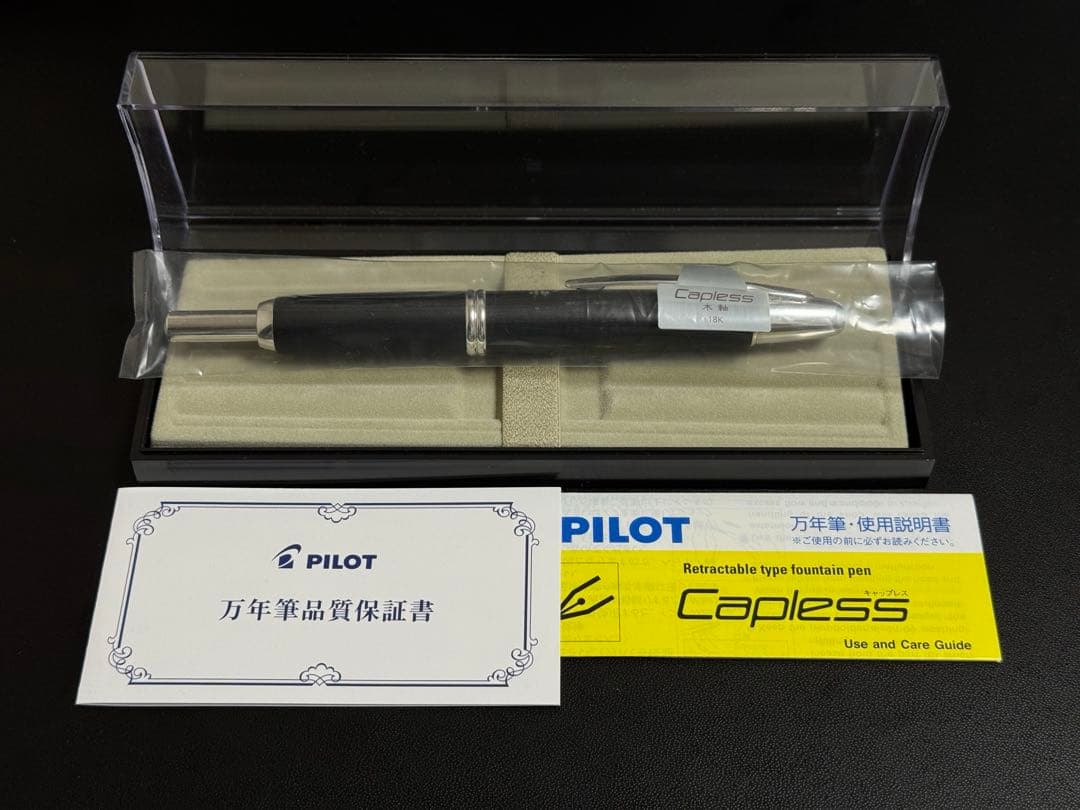 Capless
木軸
18K
PILOT
万年筆品質保証書
PILOT
万年筆・使用説明書
※ご使用の前に必ずお読みください。
Retractable type fountain pen
キャップレス
Capless
Use and Care Guide